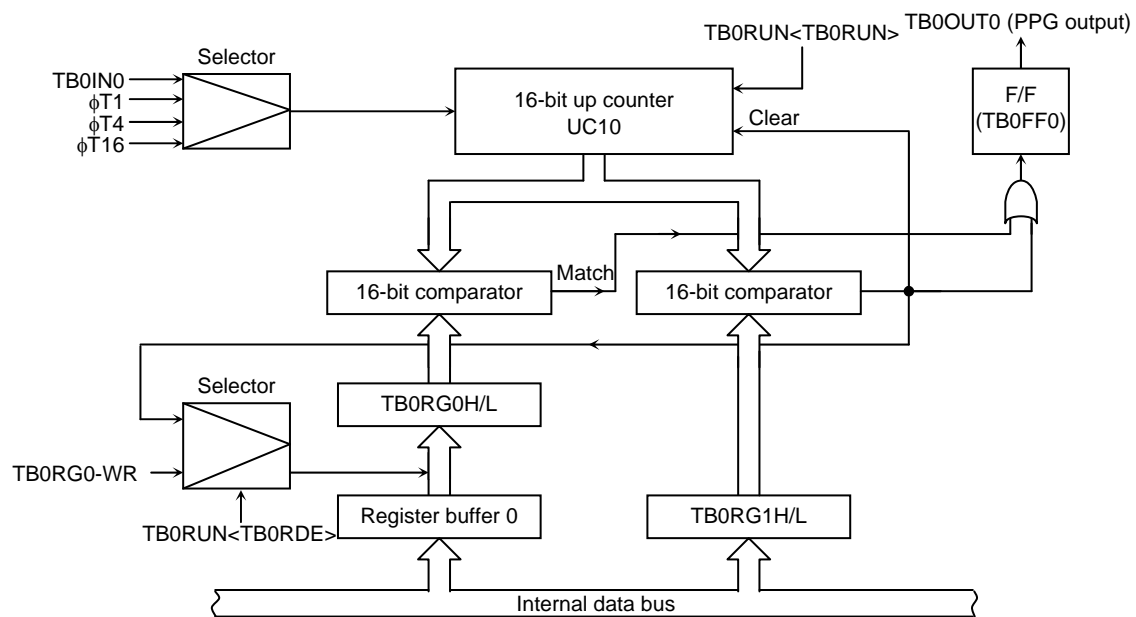 TB0OUT0 (PPG output)
TB0RUN<TB0RUN>
Selector
TB0IN0
ϕT1
ϕT4
ϕT16
16-bit up counter
UC10
Clear
F/F
(TB0FF0)
Match
16-bit comparator
16-bit comparator
Selector
TB0RG0H/L
TB0RG0-WR
TB0RUN<TB0RDE>
Register buffer 0
TB0RG1H/L
Internal data bus